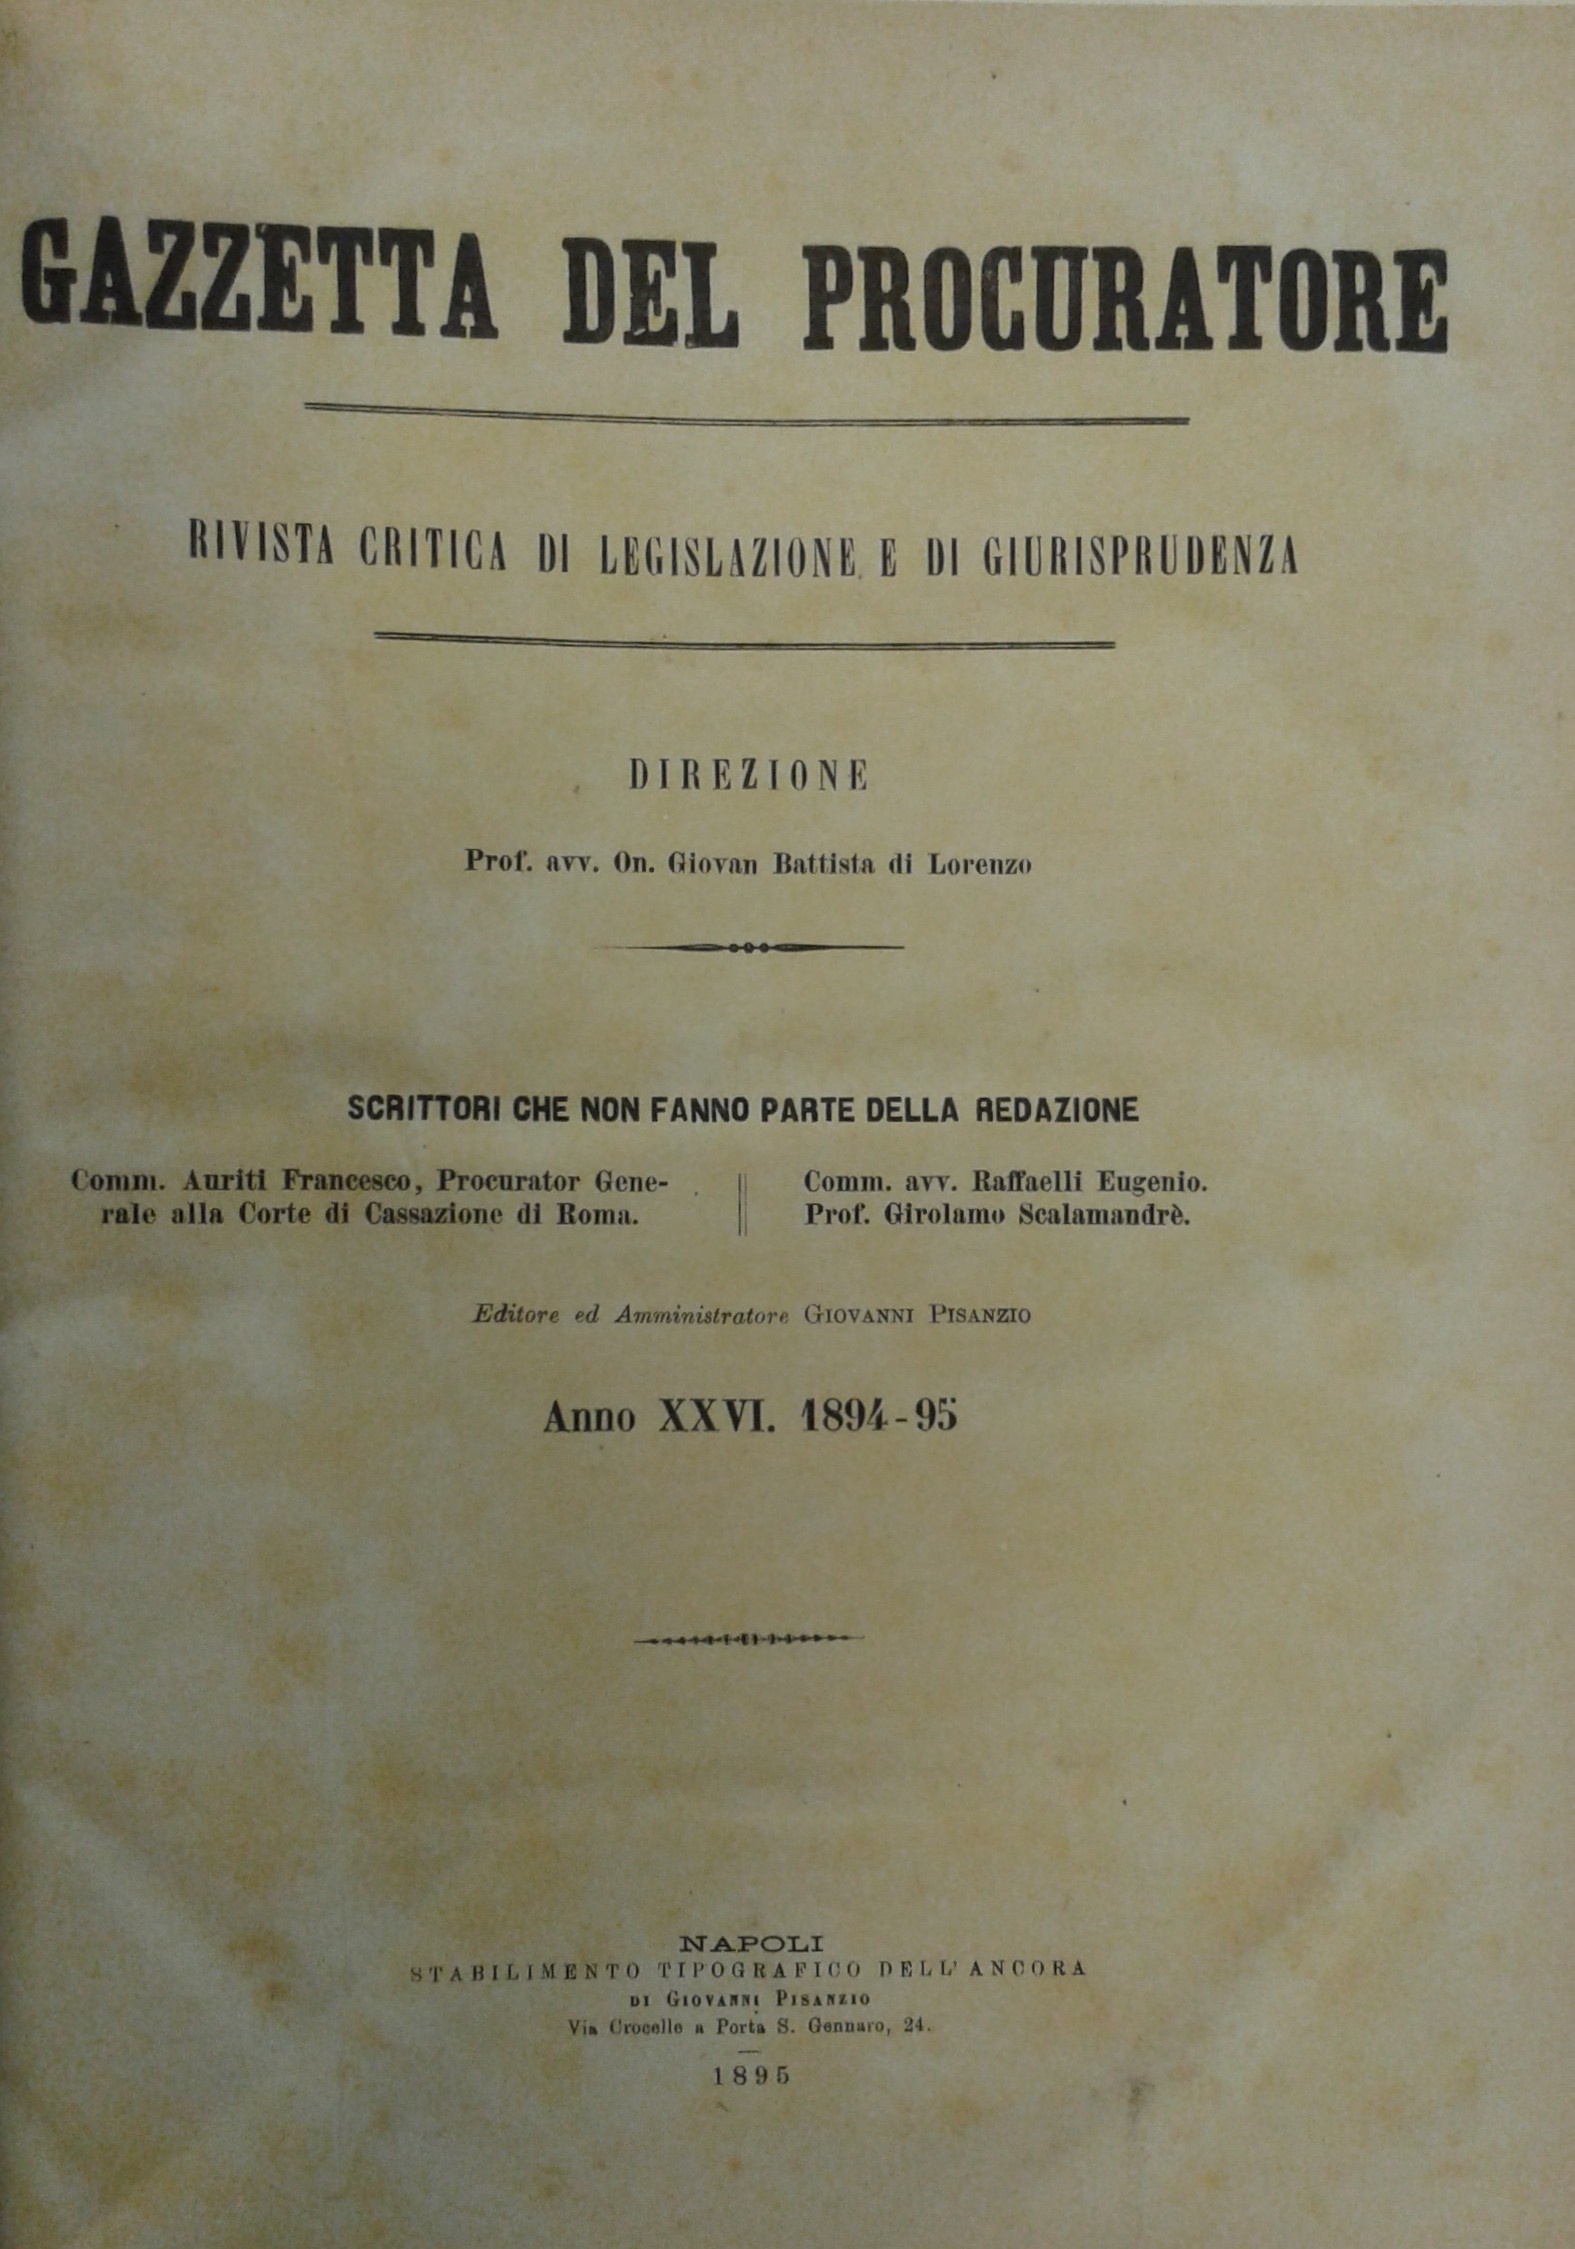 GAZZETTA DEL PROCURATORE
RIVISTA CRITICA DI LEGISLAZIONE E DI GIURISPRUDENZA
DIREZIONE
Prof. avv. On. Giovan Battista di Lorenzo
SCRITTORI CHE NON FANNO PARTE DELLA REDAZIONE
Comm. Auriti Francesco, Procurator Gene-
rale alla Corte di Cassazione di Roma.
Comm. avv. Raffaelli Eugenio.
Prof. Girolamo Scalamandrè.
Editore ed Amministratore GIOVANNI PISANZIO
Anno XXVI. 1894-95
NAPOLI
STABILIMENTO TIPOGRAFICO DELL'ANCORA
DI GIOVANNI PISANZIO
Via Crocelle a Porta S. Gennaro, 24.
1895